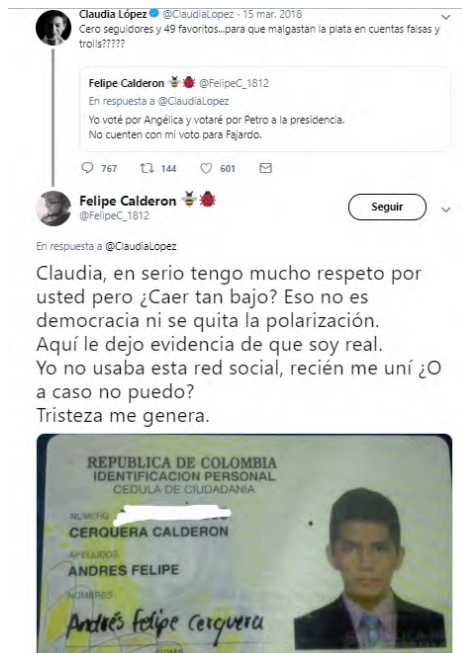 Claudia López @ClaudiaLopez · 15 mar. 2018
Cero seguidores y 49 favoritos...para que malgastan la plata en cuentas falsas y
trolls?????
Felipe Calderon 🐝🐞 @FelipeC_1812
En respuesta a @ClaudiaLopez
Yo voté por Angélica y votaré por Petro a la presidencia.
No cuenten con mi voto para Fajardo.
767 144 601
Felipe Calderon 🐝🐞
@FelipeC_1812
Seguir
En respuesta a @ClaudiaLopez
Claudia, en serio tengo mucho respeto por
usted pero ¿Caer tan bajo? Eso no es
democracia ni se quita la polarización.
Aquí le dejo evidencia de que soy real.
Yo no usaba esta red social, recién me uní ¿O
a caso no puedo?
Tristeza me genera.
REPUBLICA DE COLOMBIA
IDENTIFICACION PERSONAL
CEDULA DE CIUDADANIA
NUMERO
CERQUERA CALDERON
APELLIDOS
ANDRES FELIPE
NOMBRES
Andrés felipe cerquera